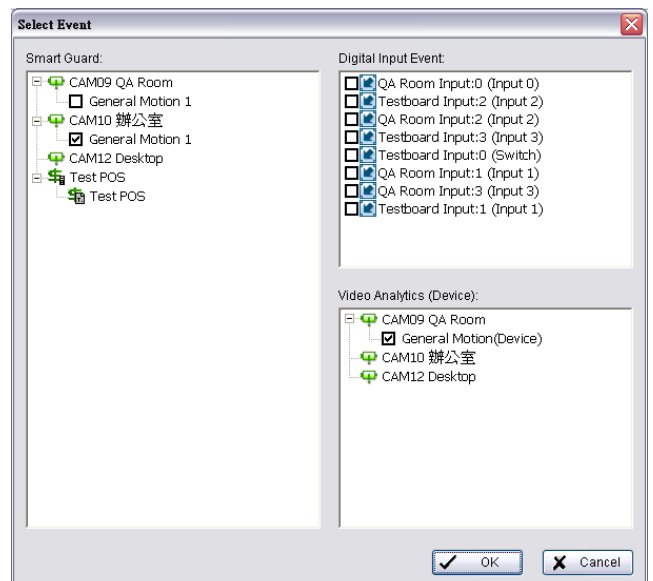 Select Event
Smart Guard:
CAM09 QA Room
General Motion 1
CAM10 辦公室
General Motion 1
CAM12 Desktop
Test POS
Test POS
Digital Input Event:
QA Room Input:0 (Input 0)
Testboard Input:2 (Input 2)
QA Room Input:2 (Input 2)
Testboard Input:3 (Input 3)
Testboard Input:0 (Switch)
QA Room Input:1 (Input 1)
QA Room Input:3 (Input 3)
Testboard Input:1 (Input 1)
Video Analytics (Device):
CAM09 QA Room
General Motion(Device)
CAM10 辦公室
CAM12 Desktop
OK
Cancel